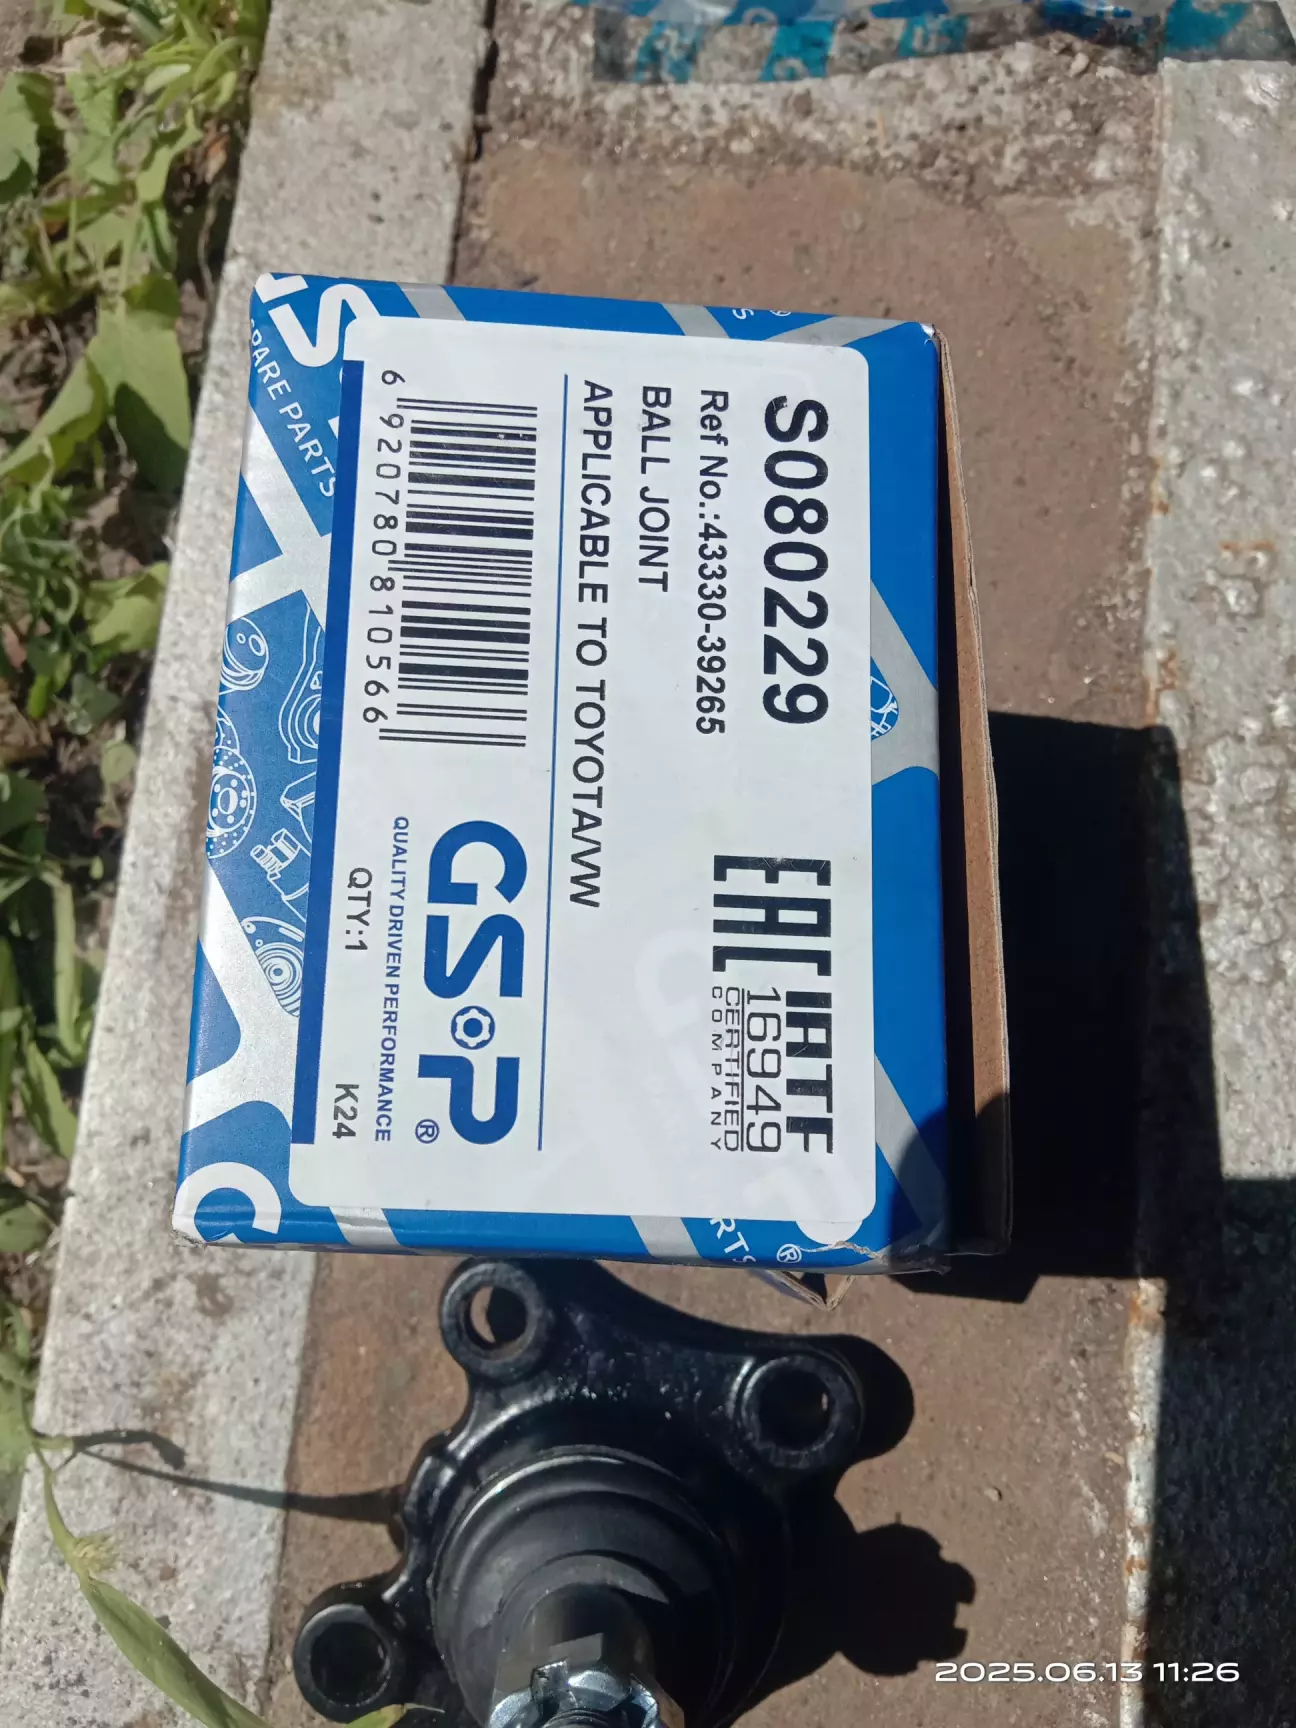 S080229
Ref No.:43330-39265
BALL JOINT
APPLICABLE TO TOYOTA/VW
EAC
IATF
16949
CERTIFIED
COMPANY
6 920780 810566
GSP®
QUALITY DRIVEN PERFORMANCE
QTY:1
K24
SPARE PARTS
®
2025.06.13 11:26